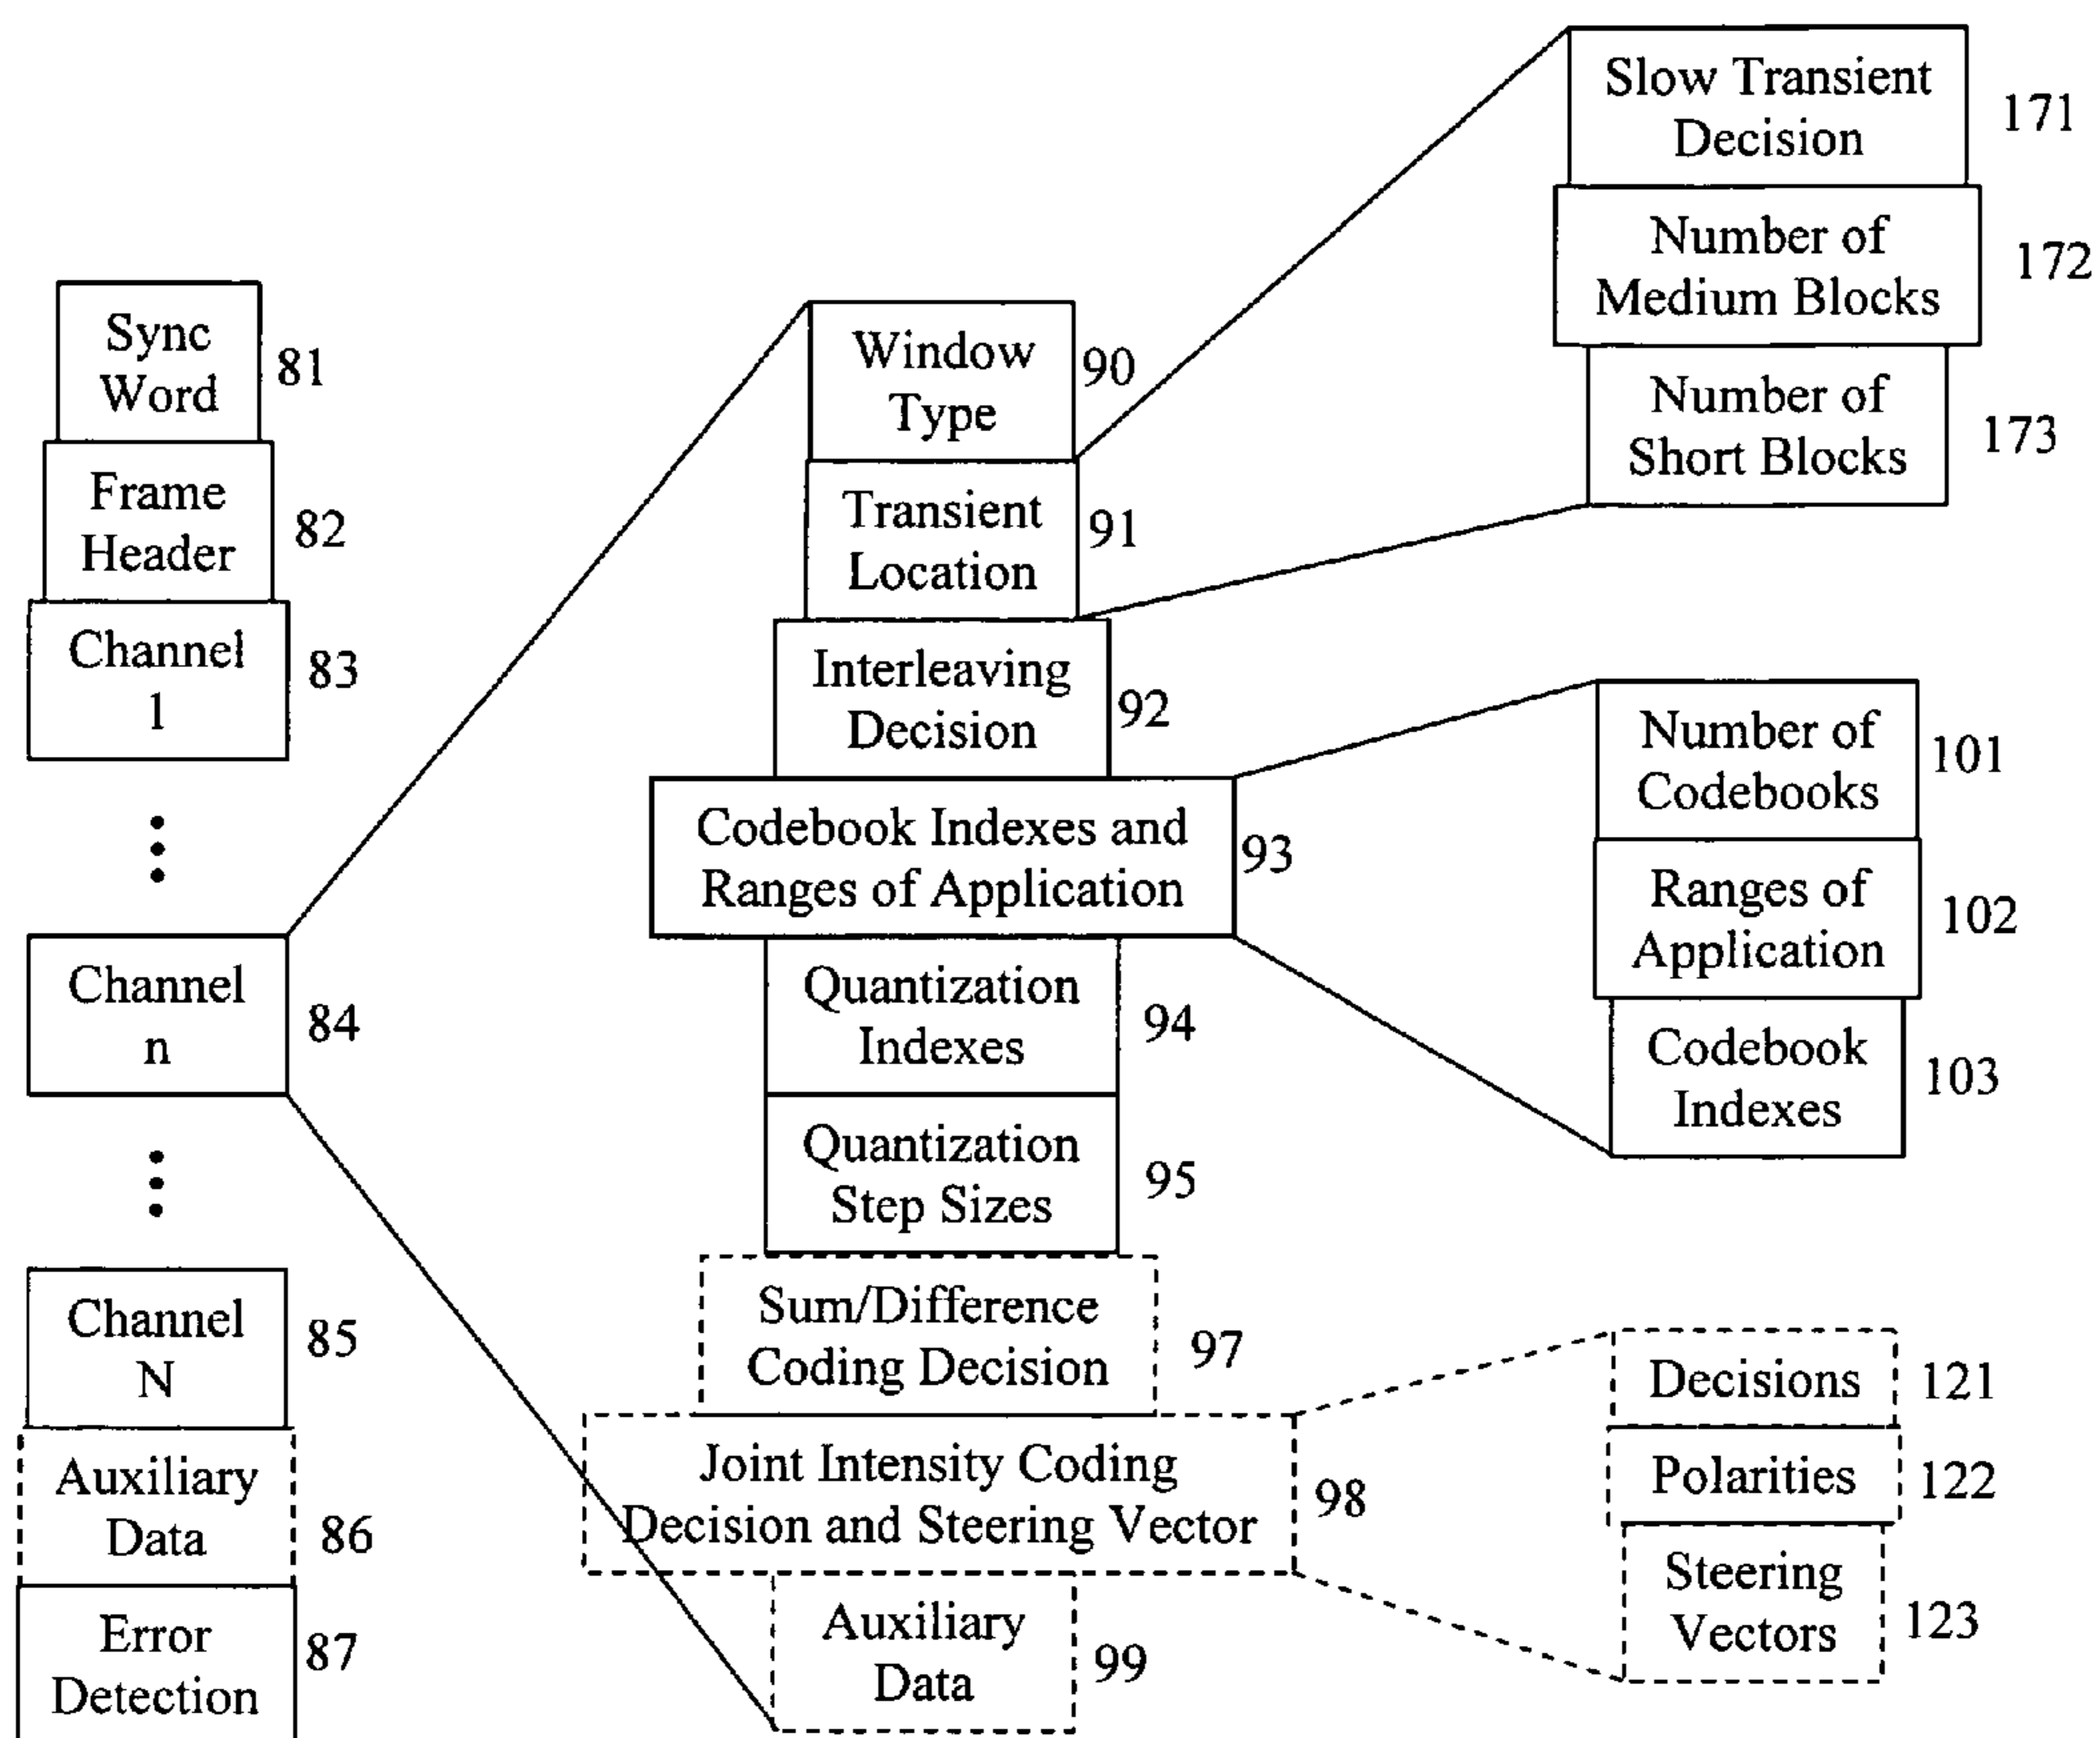 Sync
Word
81
Frame
Header
82
Channel
1
83
Channel
n
84
Channel
N
85
Auxiliary
Data
86
Error
Detection
87
Window
Type
90
Transient
Location
91
Interleaving
Decision
92
Codebook Indexes and
Ranges of Application
93
Quantization
Indexes
94
Quantization
Step Sizes
95
Sum/Difference
Coding Decision
97
Joint Intensity Coding
Decision and Steering Vector
98
Auxiliary
Data
99
Slow Transient
Decision
171
Number of
Medium Blocks
172
Number of
Short Blocks
173
Number of
Codebooks
101
Ranges of
Application
102
Codebook
Indexes
103
Decisions
121
Polarities
122
Steering
Vectors
123